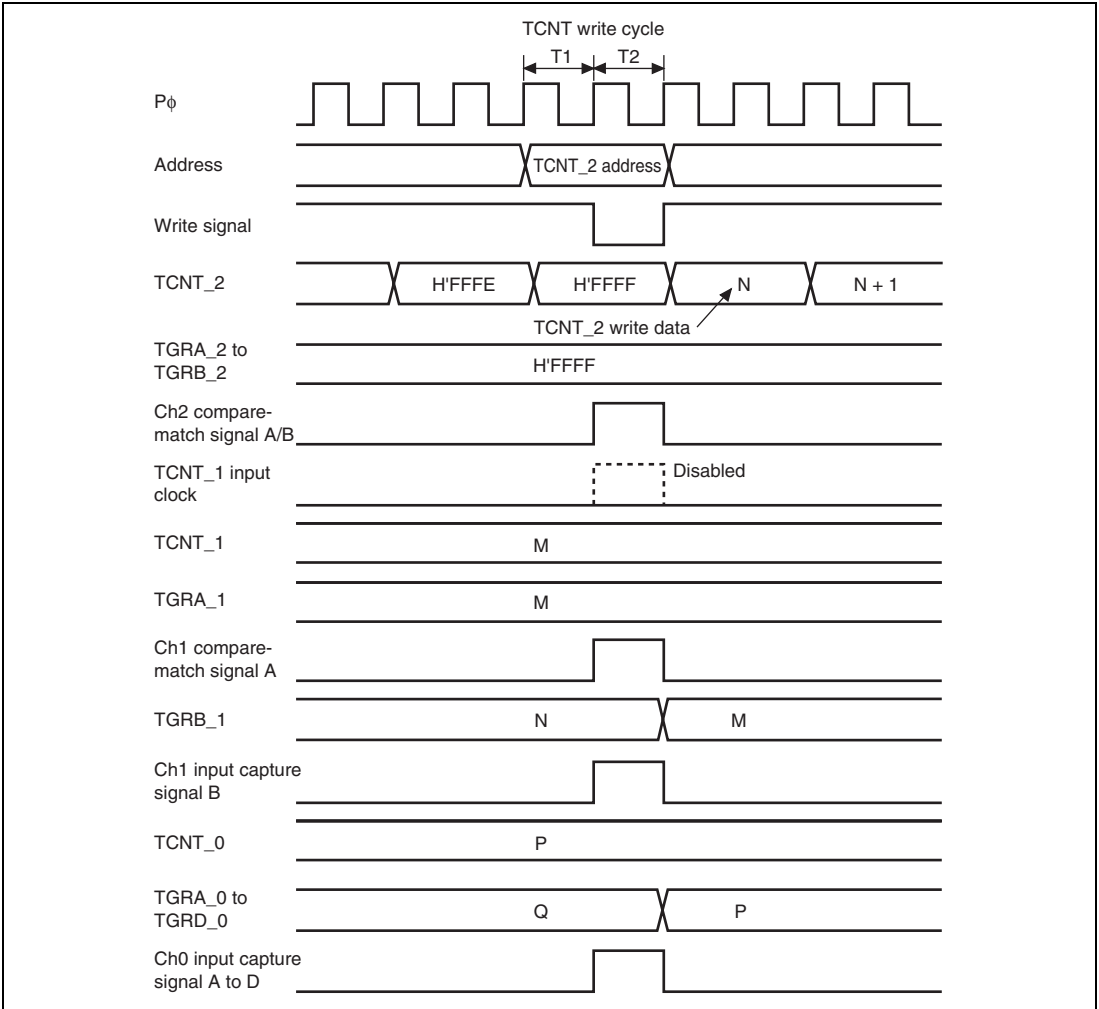 TCNT write cycle
T1 T2
Pϕ
Address
TCNT_2 address
Write signal
TCNT_2
H'FFFE H'FFFF N N + 1
TCNT_2 write data
TGRA_2 to
TGRB_2
H'FFFF
Ch2 compare-
match signal A/B
TCNT_1 input
clock
Disabled
TCNT_1
M
TGRA_1
M
Ch1 compare-
match signal A
TGRB_1
N M
Ch1 input capture
signal B
TCNT_0
P
TGRA_0 to
TGRD_0
Q P
Ch0 input capture
signal A to D